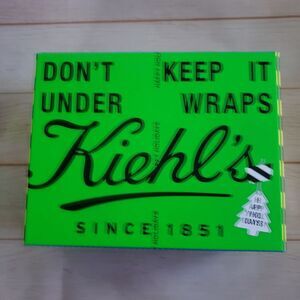 DON'T KEEP IT
UNDER WRAPS
Kiehl's
SINCE 1851